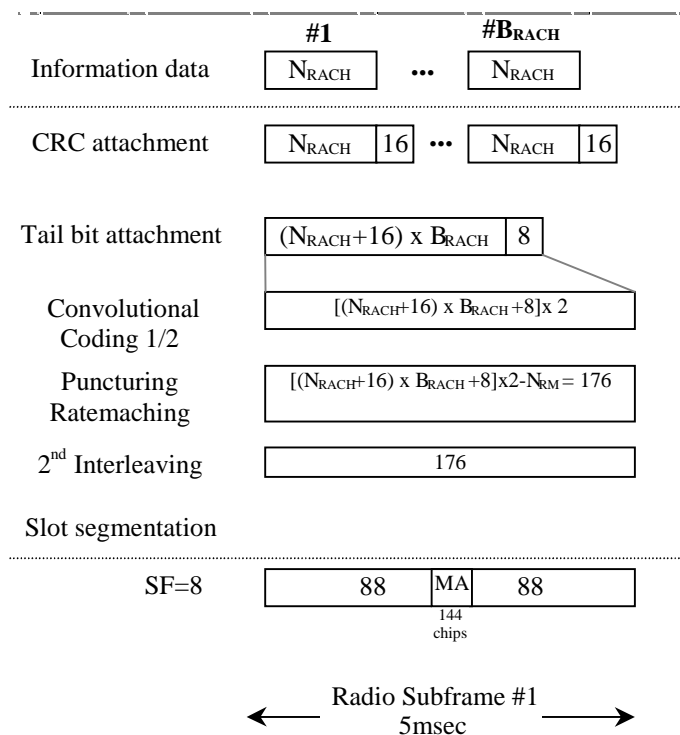 #1 #BRACH
Information data NRACH ••• NRACH
CRC attachment NRACH 16 ••• NRACH 16
Tail bit attachment (NRACH+16) x BRACH 8
Convolutional Coding 1/2 [(NRACH+16) x BRACH +8]x 2
Puncturing Ratemaching [(NRACH+16) x BRACH +8]x2-NRM = 176
2nd Interleaving 176
Slot segmentation
SF=8 88 MA 88
144
chips
Radio Subframe #1
5msec